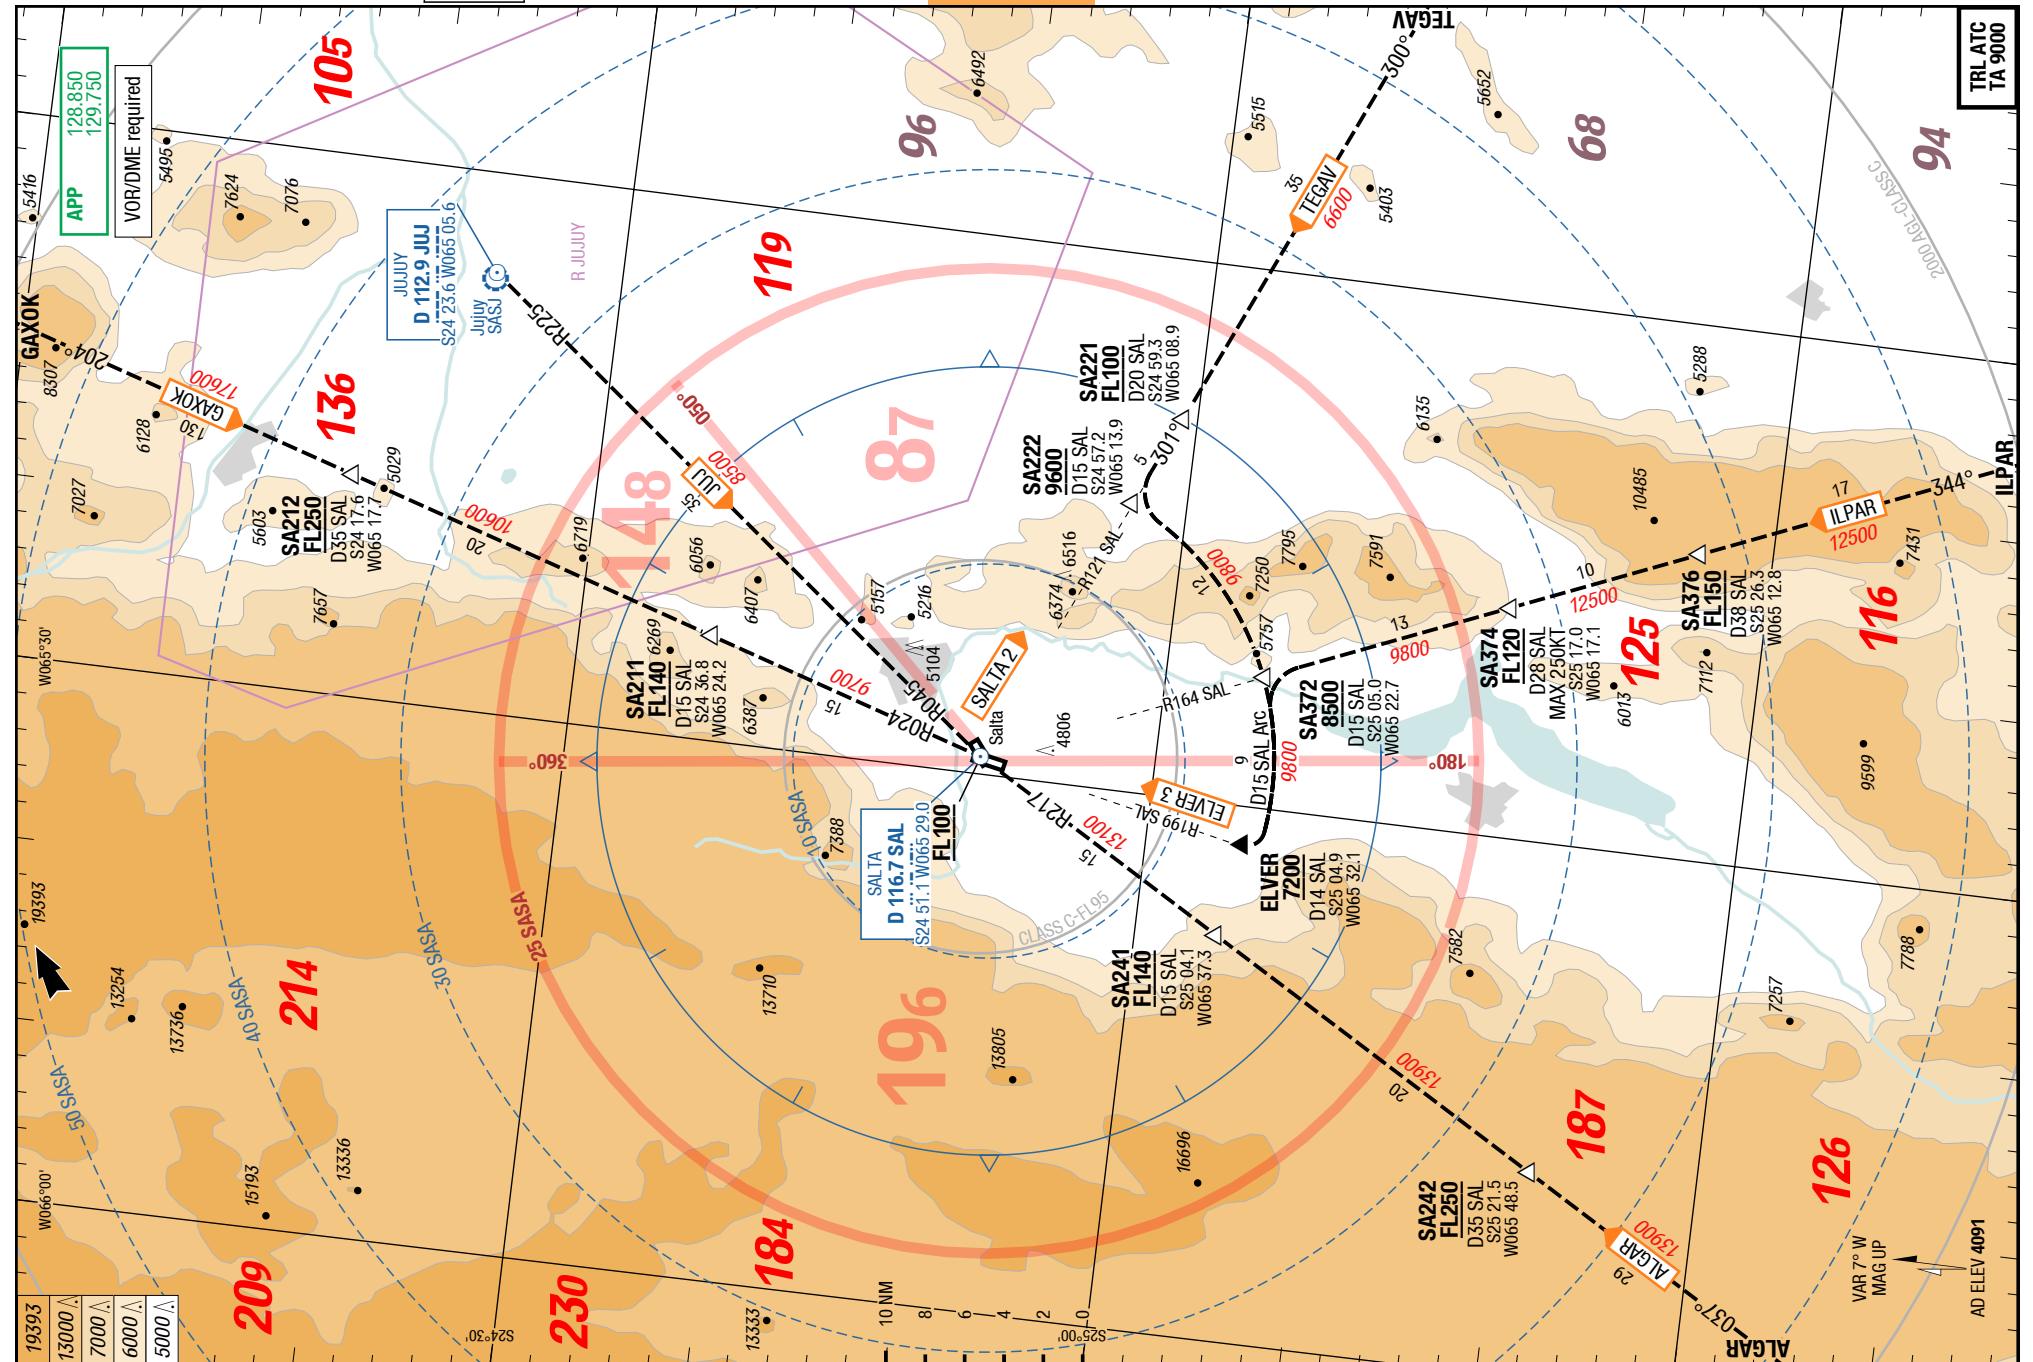 APP 128.850
129.750
VOR/DME required
TRL ATC
TA 9000
GAXOK
204°
GAXOK
17600
130
SA212
FL250
D35 SAL
S24 17.6
W065 17.7
10600
20
SA211
FL140
D15 SAL
S24 36.8
W065 24.2
9700
15
R024
JUJUY
D 112.9 JUJ
S24 23.6 W065 05.6
Jujuy
SASJ
R JUJUY
R225
JUJ
8500
35
R045
050°
360°
180°
SALTA
D 116.7 SAL
S24 51.1 W065 29.0
FL100
Salta
SALTA 2
ELVER 3
TEGAV
300°
TEGAV
35
6600
SA221
FL100
D20 SAL
S24 59.3
W065 08.9
301°
5
SA222
9600
D15 SAL
S24 57.2
W065 13.9
R121 SAL
9800
12
R164 SAL
SA372
8500
D15 SAL
S25 05.0
W065 22.7
D15 SAL Arc
9
9800
R199 SAL
ELVER
7200
D14 SAL
S25 04.9
W065 32.1
13
9800
SA374
FL120
D28 SAL
MAX 250KT
S25 17.0
W065 17.1
10
12500
SA376
FL150
D38 SAL
S25 26.3
W065 12.8
17
ILPAR
12500
344°
ILPAR
R217
13100
15
SA241
FL140
D15 SAL
S25 04.1
W065 37.3
20
13900
SA242
FL250
D35 SAL
S25 21.5
W065 48.5
ALGAR
13900
29
037°
ALGAR
10 SASA
25 SASA
30 SASA
40 SASA
50 SASA
CLASS C-FL95
2000 AGL-CLASS C
105
96
68
94
136
119
148
87
125
116
214
196
187
126
209
230
184
5416
5495
7624
7076
6492
5515
5652
5403
8307
6128
7027
5603
5029
7657
6719
6056
6407
6269
6387
5157
5216
5104
4806
6374
6516
7250
7795
7591
5757
6135
5288
10485
7431
7112
6013
9599
7388
7582
7788
7257
19393
13254
13736
13710
13805
13336
15193
16696
13333
W065°30'
W066°00'
S24°30'
S25°00'
10 NM
8
6
4
2
0
19393
13000
7000
6000
5000
VAR 7° W
MAG UP
AD ELEV 4091